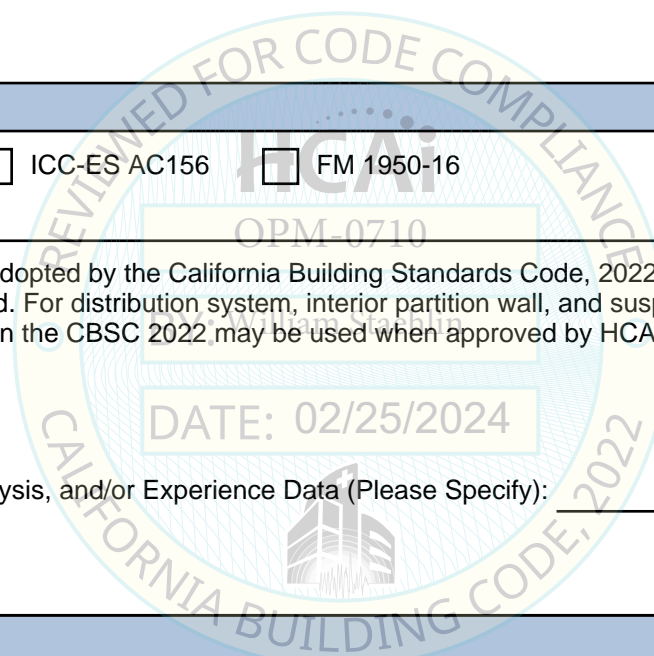 REVIEWED FOR CODE COMPLIANCE
HCAi
ICC-ES AC156 FM 1950-16
OPM-0710
dopted by the California Building Standards Code, 2022
d. For distribution system, interior partition wall, and susp
BY: William Staehlin
n the CBSC 2022 may be used when approved by HCA
DATE: 02/25/2024
ysis, and/or Experience Data (Please Specify):
CALIFORNIA BUILDING CODE, 2022